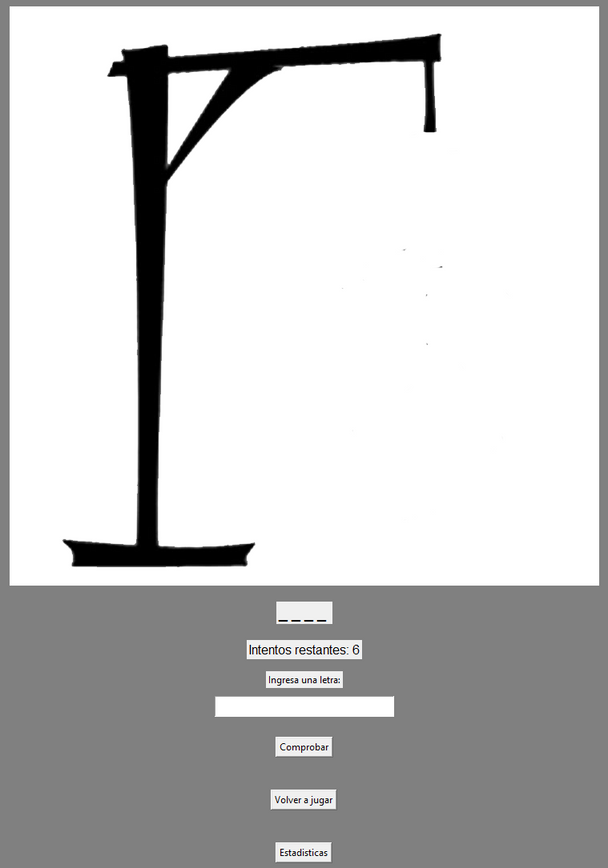 _ _ _ _
Intentos restantes: 6
Ingresa una letra:
Comprobar
Volver a jugar
Estadisticas